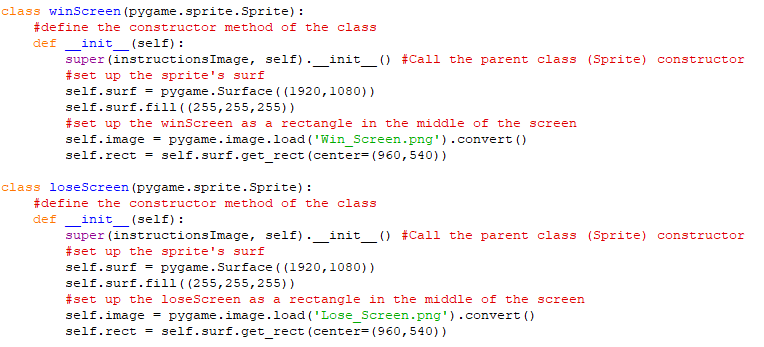 class winScreen(pygame.sprite.Sprite):
    #define the constructor method of the class
    def __init__(self):
        super(instructionsImage, self).__init__() #Call the parent class (Sprite) constructor
        #set up the sprite's surf
        self.surf = pygame.Surface((1920,1080))
        self.surf.fill((255,255,255))
        #set up the winScreen as a rectangle in the middle of the screen
        self.image = pygame.image.load('Win_Screen.png').convert()
        self.rect = self.surf.get_rect(center=(960,540))

class loseScreen(pygame.sprite.Sprite):
    #define the constructor method of the class
    def __init__(self):
        super(instructionsImage, self).__init__() #Call the parent class (Sprite) constructor
        #set up the sprite's surf
        self.surf = pygame.Surface((1920,1080))
        self.surf.fill((255,255,255))
        #set up the loseScreen as a rectangle in the middle of the screen
        self.image = pygame.image.load('Lose_Screen.png').convert()
        self.rect = self.surf.get_rect(center=(960,540))